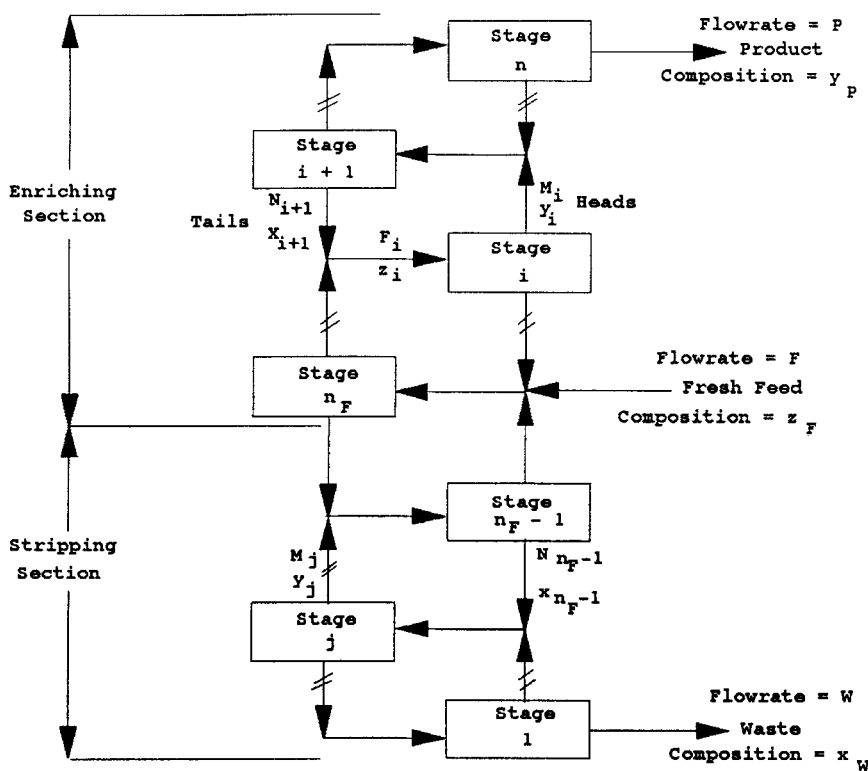 Flowrate = P
Stage
n
Product
Composition = y_P
Stage
i + 1
Enriching
Section
N_{i+1}
Tails
X_{i+1}
M_i
Y_i
Heads
F_i
z_i
Stage
i
Flowrate = F
Stage
n_F
Fresh Feed
Composition = z_F
Stage
n_F - 1
Stripping
Section
M_j
y_j
N_{n_F-1}
x_{n_F-1}
Stage
j
Flowrate = W
Stage
1
Waste
Composition = x_W